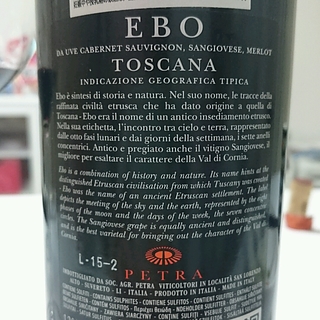 EBO
DA UVE CABERNET SAUVIGNON, SANGIOVESE, MERLOT
TOSCANA
INDICAZIONE GEOGRAFICA TIPICA
Ebo è sintesi di storia e natura. Nel suo nome, le tracce della
raffinata civiltà etrusca che ha dato origine a quella di
Toscana - Ebo era il nome di un antico insediamento etrusco.
Nella sua etichetta, l'incontro tra cielo e terra, rappresentato
dalle otto fasi lunari e dai giorni della settimana, i sette anelli
concentrici. Antico e pregiato anche il vitigno Sangiovese, il
migliore per esaltare il carattere della Val di Cornia.
Ebo is a combination of history and nature. Its name hints at the
distinguished Etruscan civilisation from which Tuscany was created
- Ebo was the name of an ancient Etruscan settlement. The label
depicts the meeting of sky and the earth, represented by the eight
phases of the moon and the days of the week, the seven concentric
circles. The Sangiovese grape is equally ancient and distinguished,
and is the best varietal for bringing out the character of the Val di
Cornia.
L-15-2
PETRA
IMBOTTIGLIATO DA SOC. AGR. PETRA VITICOLTORI IN LOCALITÀ SAN LORENZO
ALTO - SUVERETO - LI - ITALIA - PRODOTTO IN ITALIA - MADE IN ITALY
CONTAINS SULPHITES - CONTIENE SOLFITI
ZAWIERA SIARCZYNY